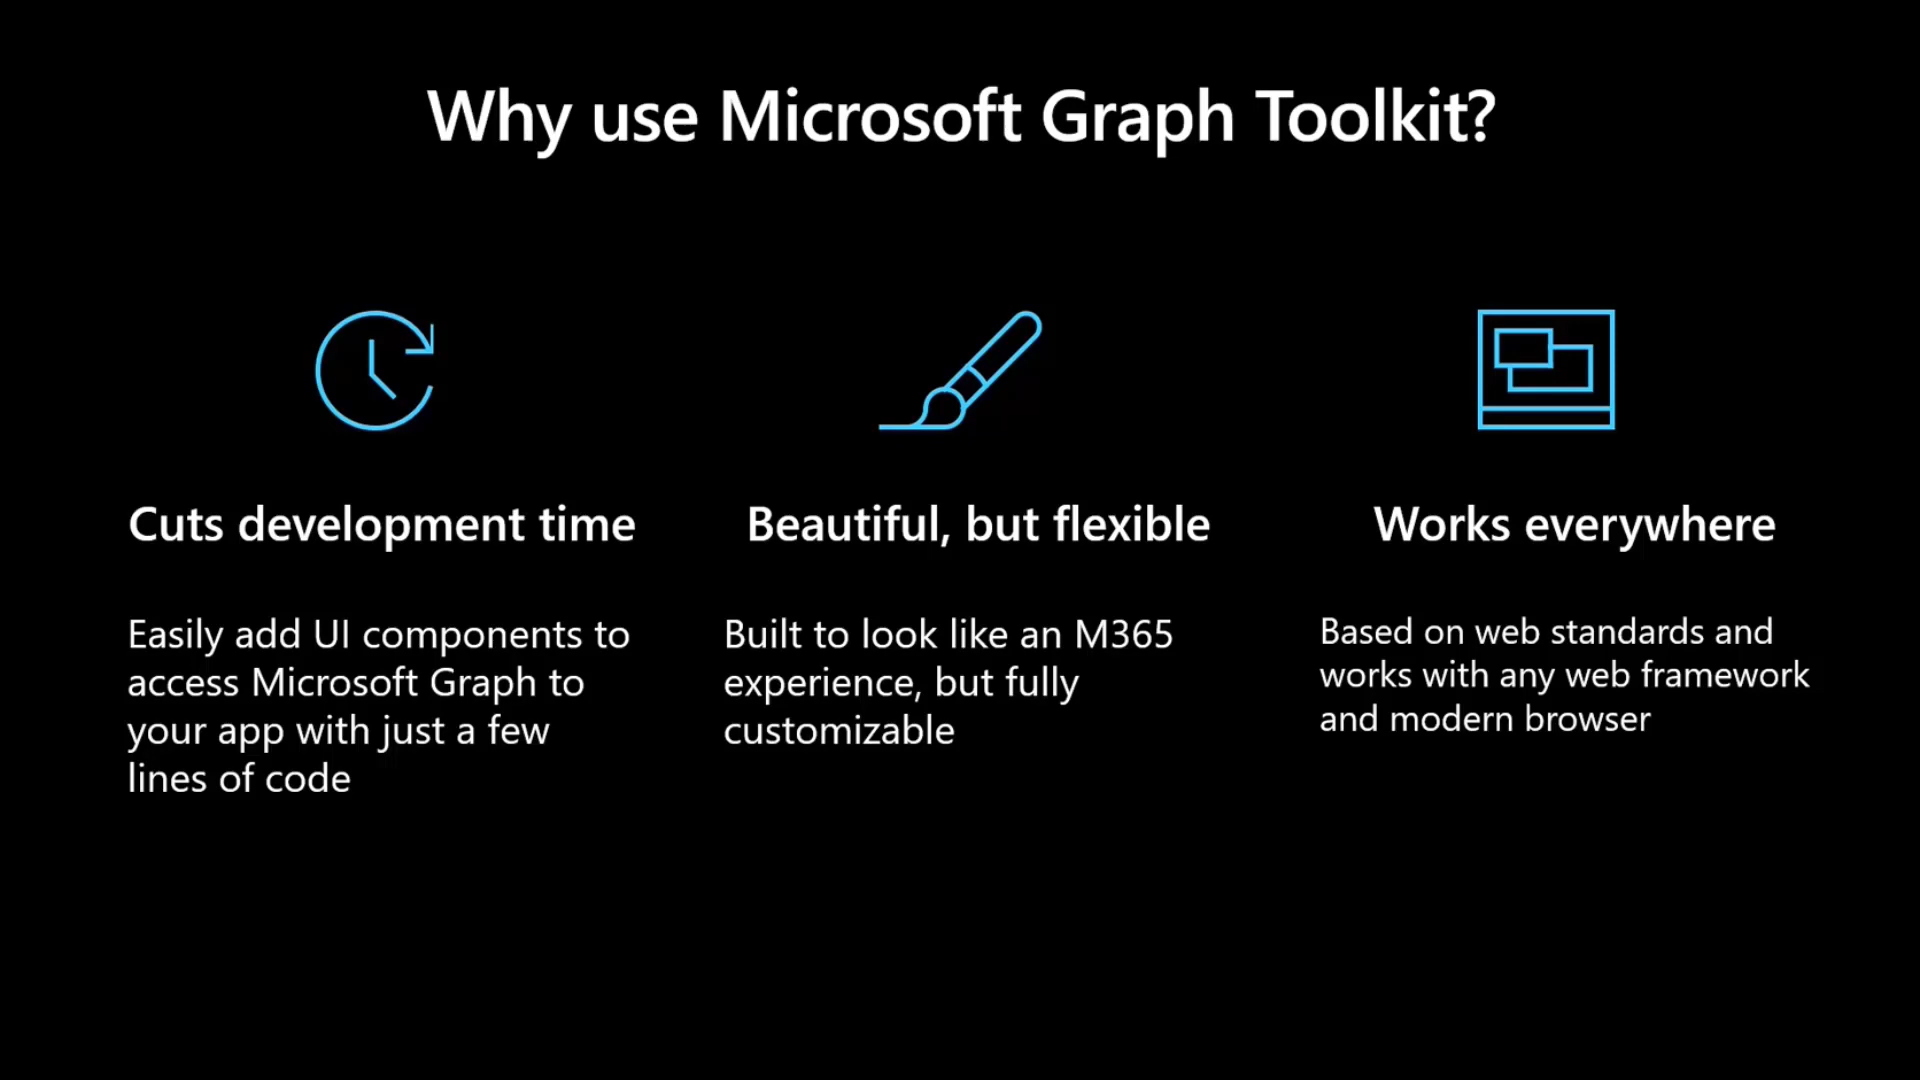 Why use Microsoft Graph Toolkit?
Cuts development time
Easily add UI components to
access Microsoft Graph to
your app with just a few
lines of code
Beautiful, but flexible
Built to look like an M365
experience, but fully
customizable
Works everywhere
Based on web standards and
works with any web framework
and modern browser